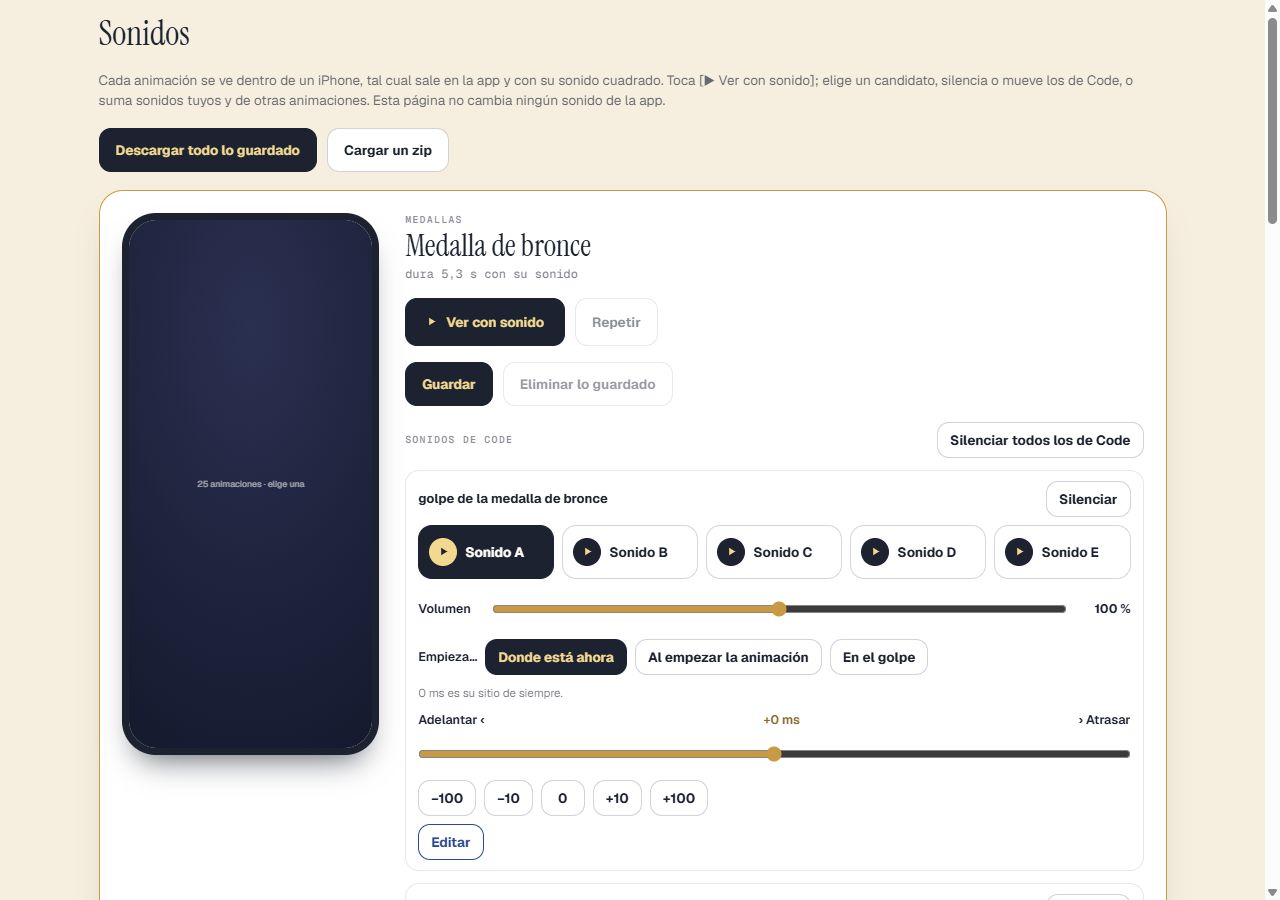 Sonidos
Cada animación se ve dentro de un iPhone, tal cual sale en la app y con su sonido cuadrado. Toca [▶ Ver con sonido]; elige un candidato, silencia o mueve los de Code, o
suma sonidos tuyos y de otras animaciones. Esta página no cambia ningún sonido de la app.
Descargar todo lo guardado
Cargar un zip
25 animaciones · elige una
MEDALLAS
Medalla de bronce
dura 5,3 s con su sonido
▶ Ver con sonido
Repetir
Guardar
Eliminar lo guardado
SONIDOS DE CODE
Silenciar todos los de Code
golpe de la medalla de bronce
Silenciar
Sonido A
Sonido B
Sonido C
Sonido D
Sonido E
Volumen
100 %
Empieza…
Donde está ahora
Al empezar la animación
En el golpe
0 ms es su sitio de siempre.
Adelantar ‹
+0 ms
› Atrasar
−100
−10
0
+10
+100
Editar